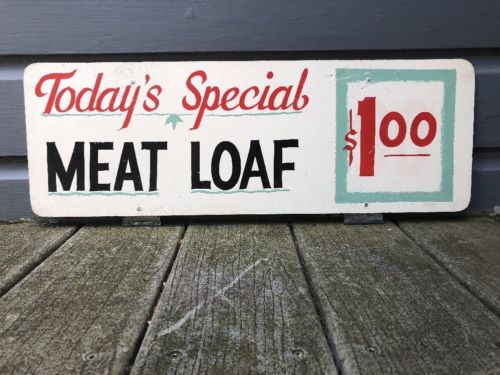 Today's Special
MEAT LOAF
$1.00